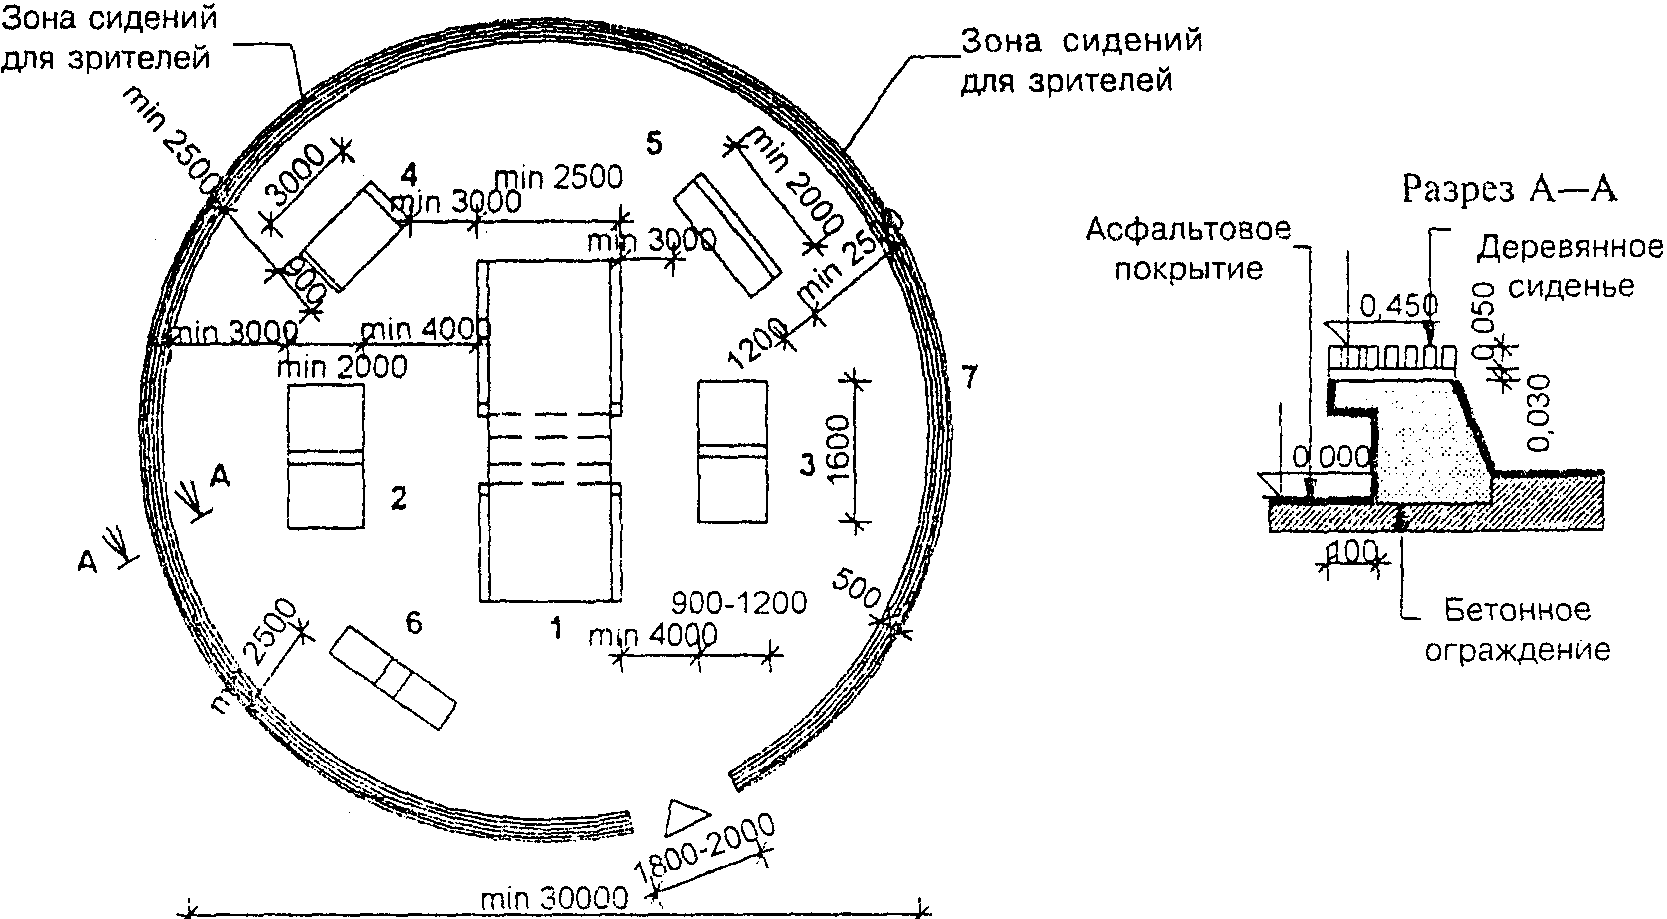 Зона сидений
для зрителей
Зона сидений
для зрителей
min 2500
3000
4
5
min 2500
min 3000
min 2000
min 3000
900
min 3000
min 4000
min 2000
1200
7
1600
3
2
А
А
6
2500
1
900-1200
min 4000
500
1800-2000
min 30000
Разрез А—А
Асфальтовое
покрытие
Деревянное
сиденье
0,450
0,050
0,030
0,000
100
Бетонное
ограждение